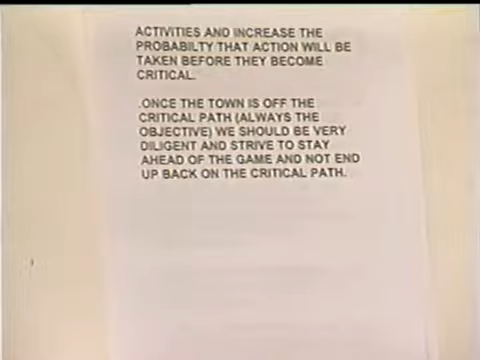 ACTIVITIES AND INCREASE THE
PROBABILTY THAT ACTION WILL BE
TAKEN BEFORE THEY BECOME
CRITICAL.
.ONCE THE TOWN IS OFF THE
CRITICAL PATH (ALWAYS THE
OBJECTIVE) WE SHOULD BE VERY
DILIGENT AND STRIVE TO STAY
AHEAD OF THE GAME AND NOT END
UP BACK ON THE CRITICAL PATH.